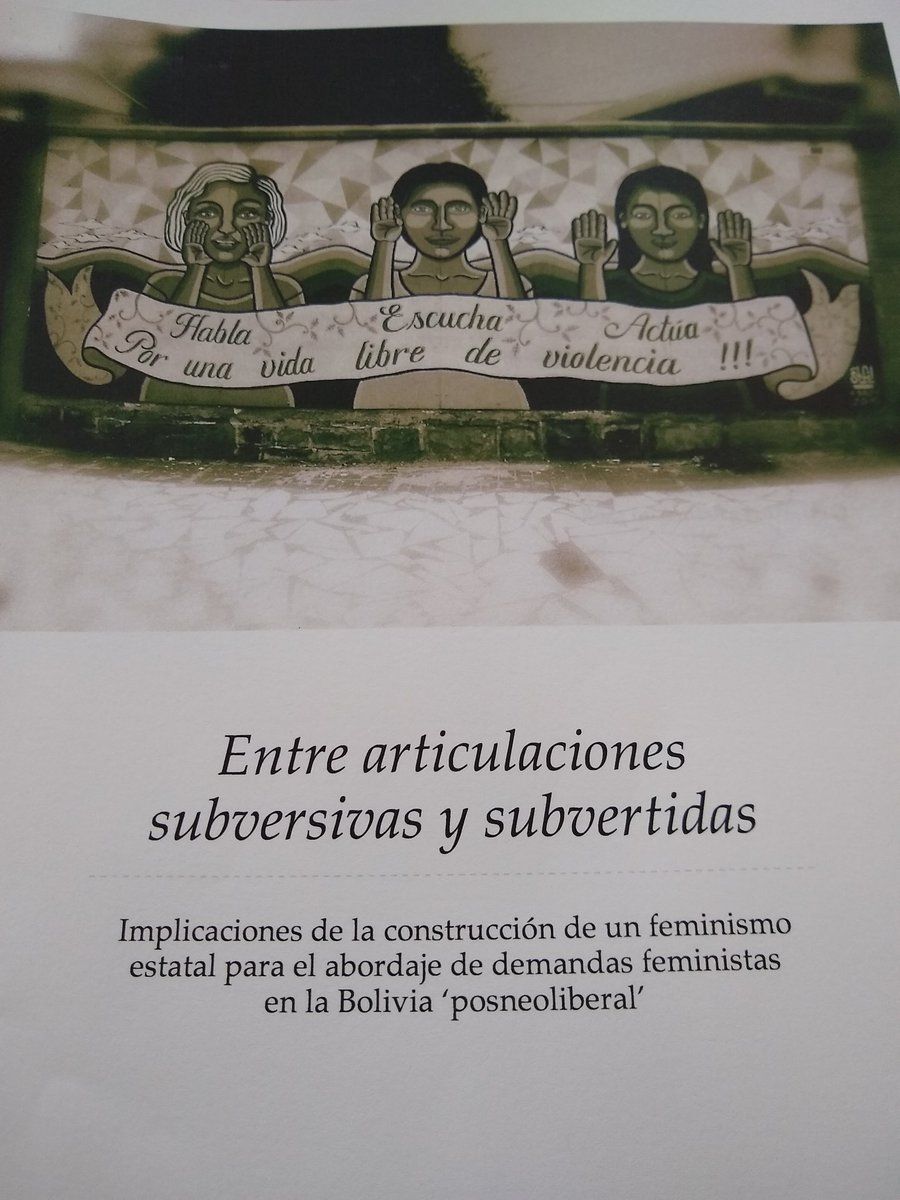 Habla Escucha Actúa
Por una vida libre de violencia !!!
Entre articulaciones
subversivas y subvertidas
Implicaciones de la construcción de un feminismo
estatal para el abordaje de demandas feministas
en la Bolivia ‘posneoliberal’